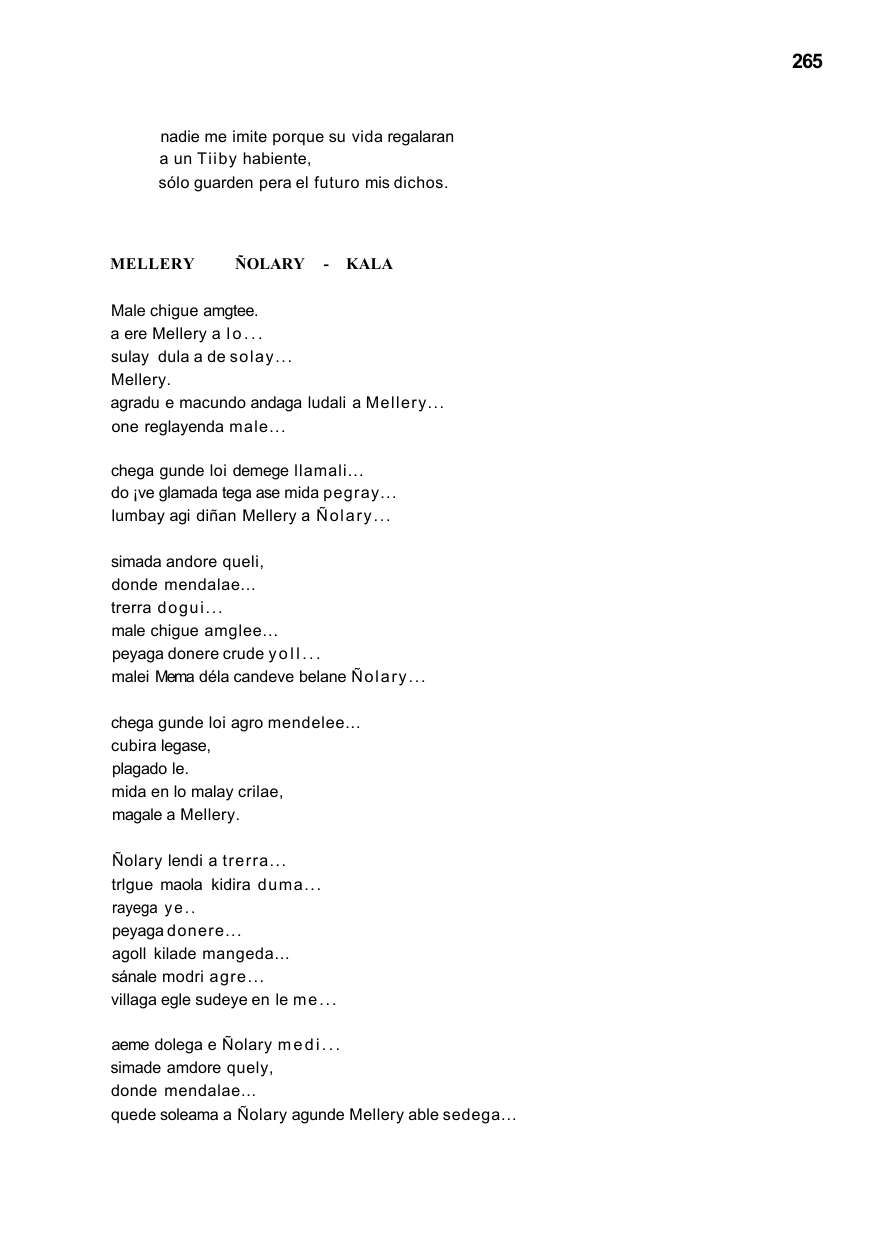 265
nadie me imite porque su vida regalaran
a un Tiiby habiente,
sólo guarden pera el futuro mis dichos.
MELLERY ÑOLARY - KALA
Male chigue amgtee.
a ere Mellery a lo...
sulay dula a de solay...
Mellery.
agradu e macundo andaga ludali a Mellery...
one reglayenda male...
chega gunde loi demege llamali...
do ¡ve glamada tega ase mida pegray...
lumbay agi diñan Mellery a Ñolary...
simada andore queli,
donde mendalae...
trerra dogui...
male chigue amglee...
peyaga donere crude yoll...
malei Mema déla candeve belane Ñolary...
chega gunde loi agro mendelee...
cubira legase,
plagado le.
mida en lo malay crilae,
magale a Mellery.
Ñolary lendi a trerra...
trlgue maola kidira duma...
rayega ye..
peyaga donere...
agoll kilade mangeda...
sánale modri agre...
villaga egle sudeye en le me...
aeme dolega e Ñolary medi...
simade amdore quely,
donde mendalae...
quede soleama a Ñolary agunde Mellery able sedega...